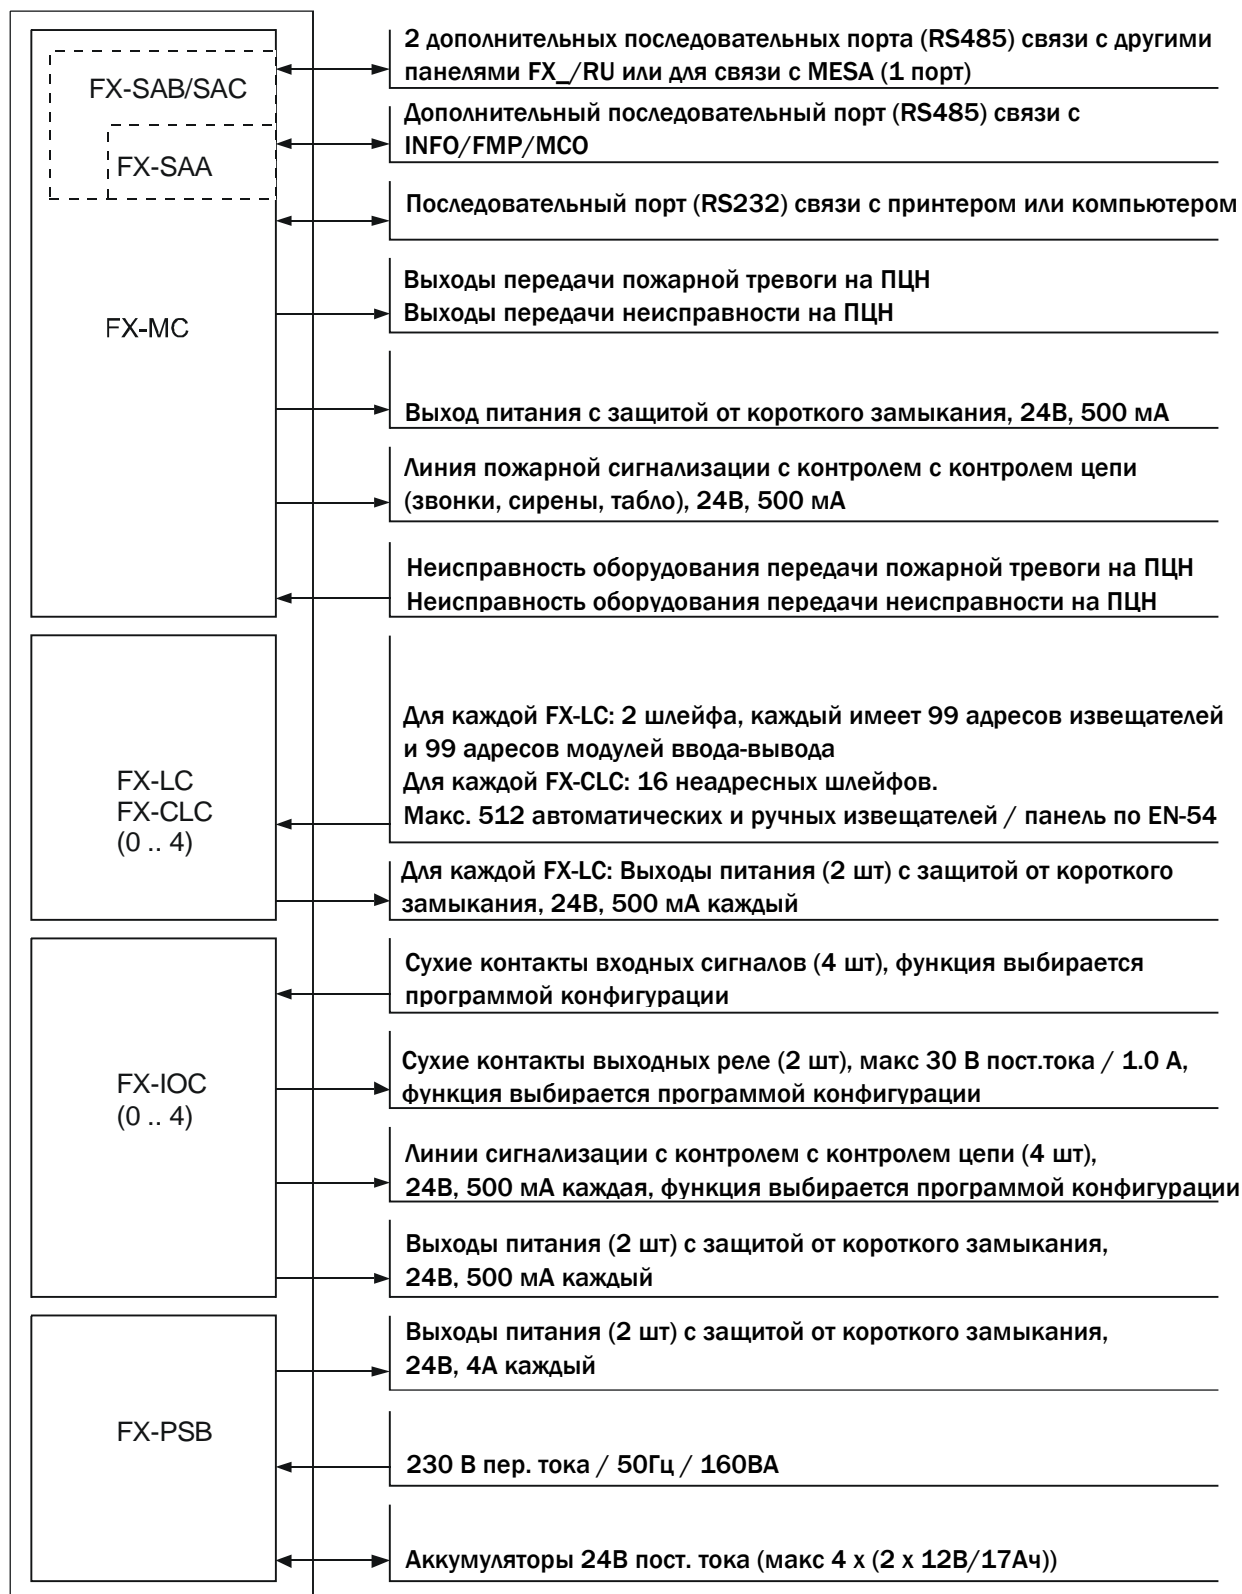 2 дополнительных последовательных порта (RS485) связи с другими
панелями FX_/RU или для связи с MESA (1 порт)
FX-SAB/SAC
Дополнительный последовательный порт (RS485) связи с
INFO/FMP/MCO
FX-SAA
Последовательный порт (RS232) связи с принтером или компьютером
Выходы передачи пожарной тревоги на ПЦН
Выходы передачи неисправности на ПЦН
FX-MC
Выход питания с защитой от короткого замыкания, 24В, 500 мА
Линия пожарной сигнализации с контролем с контролем цепи
(звонки, сирены, табло), 24В, 500 мА
Неисправность оборудования передачи пожарной тревоги на ПЦН
Неисправность оборудования передачи неисправности на ПЦН
Для каждой FX-LC: 2 шлейфа, каждый имеет 99 адресов извещателей
и 99 адресов модулей ввода-вывода
Для каждой FX-CLC: 16 неадресных шлейфов.
Макс. 512 автоматических и ручных извещателей / панель по EN-54
FX-LC
FX-CLC
(0 .. 4)
Для каждой FX-LC: Выходы питания (2 шт) с защитой от короткого
замыкания, 24В, 500 мА каждый
Сухие контакты входных сигналов (4 шт), функция выбирается
программой конфигурации
Сухие контакты выходных реле (2 шт), макс 30 В пост.тока / 1.0 А,
функция выбирается программой конфигурации
FX-IOC
(0 .. 4)
Линии сигнализации с контролем с контролем цепи (4 шт),
24В, 500 мА каждая, функция выбирается программой конфигурации
Выходы питания (2 шт) с защитой от короткого замыкания,
24В, 500 мА каждый
Выходы питания (2 шт) с защитой от короткого замыкания,
24В, 4А каждый
FX-PSB
230 В пер. тока / 50Гц / 160ВА
Аккумуляторы 24В пост. тока (макс 4 x (2 x 12В/17Ач))